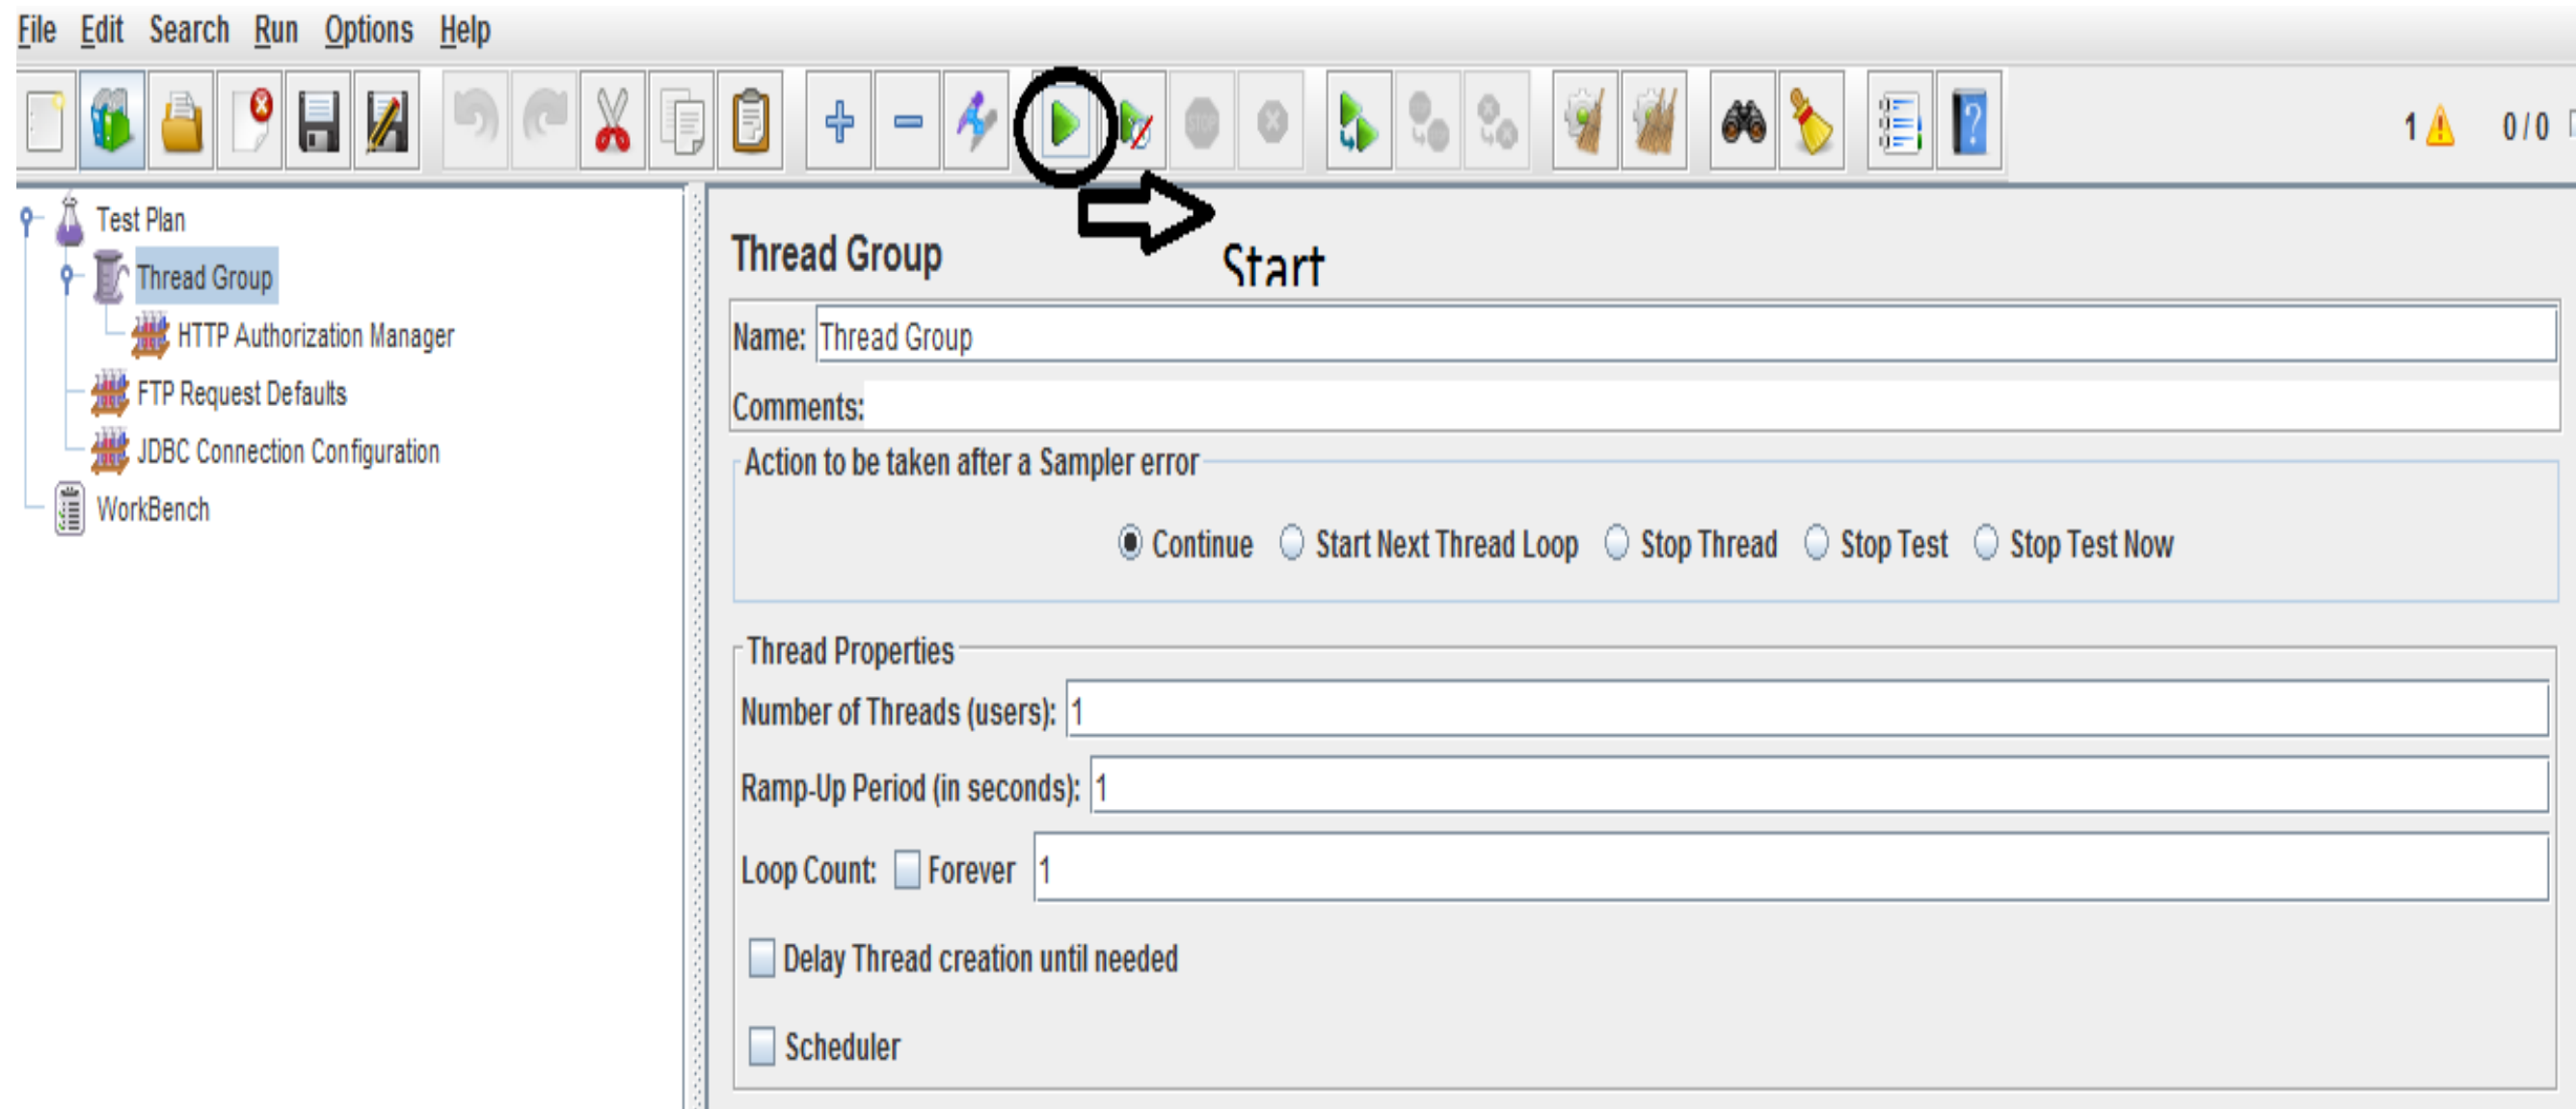 File Edit Search Run Options Help
STOP
?
1 0 / 0
Test Plan
Thread Group
HTTP Authorization Manager
FTP Request Defaults
JDBC Connection Configuration
WorkBench
Start
Thread Group
Name: Thread Group
Comments:
Action to be taken after a Sampler error
Continue Start Next Thread Loop Stop Thread Stop Test Stop Test Now
Thread Properties
Number of Threads (users): 1
Ramp-Up Period (in seconds): 1
Loop Count: Forever 1
Delay Thread creation until needed
Scheduler